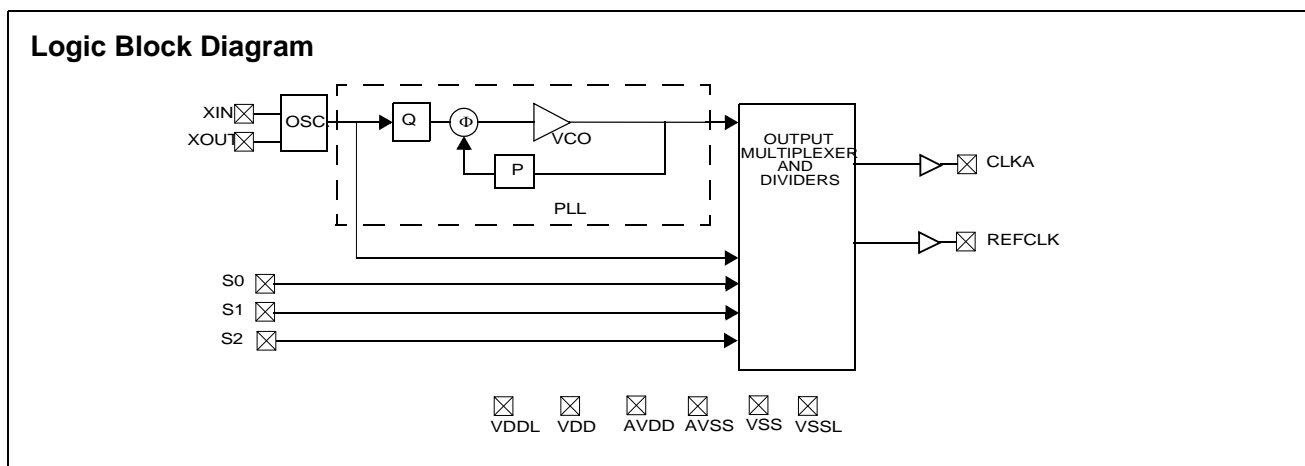 Logic Block Diagram
XIN
XOUT
OSC.
Q
Φ
VCO
P
PLL
OUTPUT
MULTIPLEXER
AND
DIVIDERS
CLKA
REFCLK
S0
S1
S2
VDDL
VDD
AVDD
AVSS
VSS
VSSL